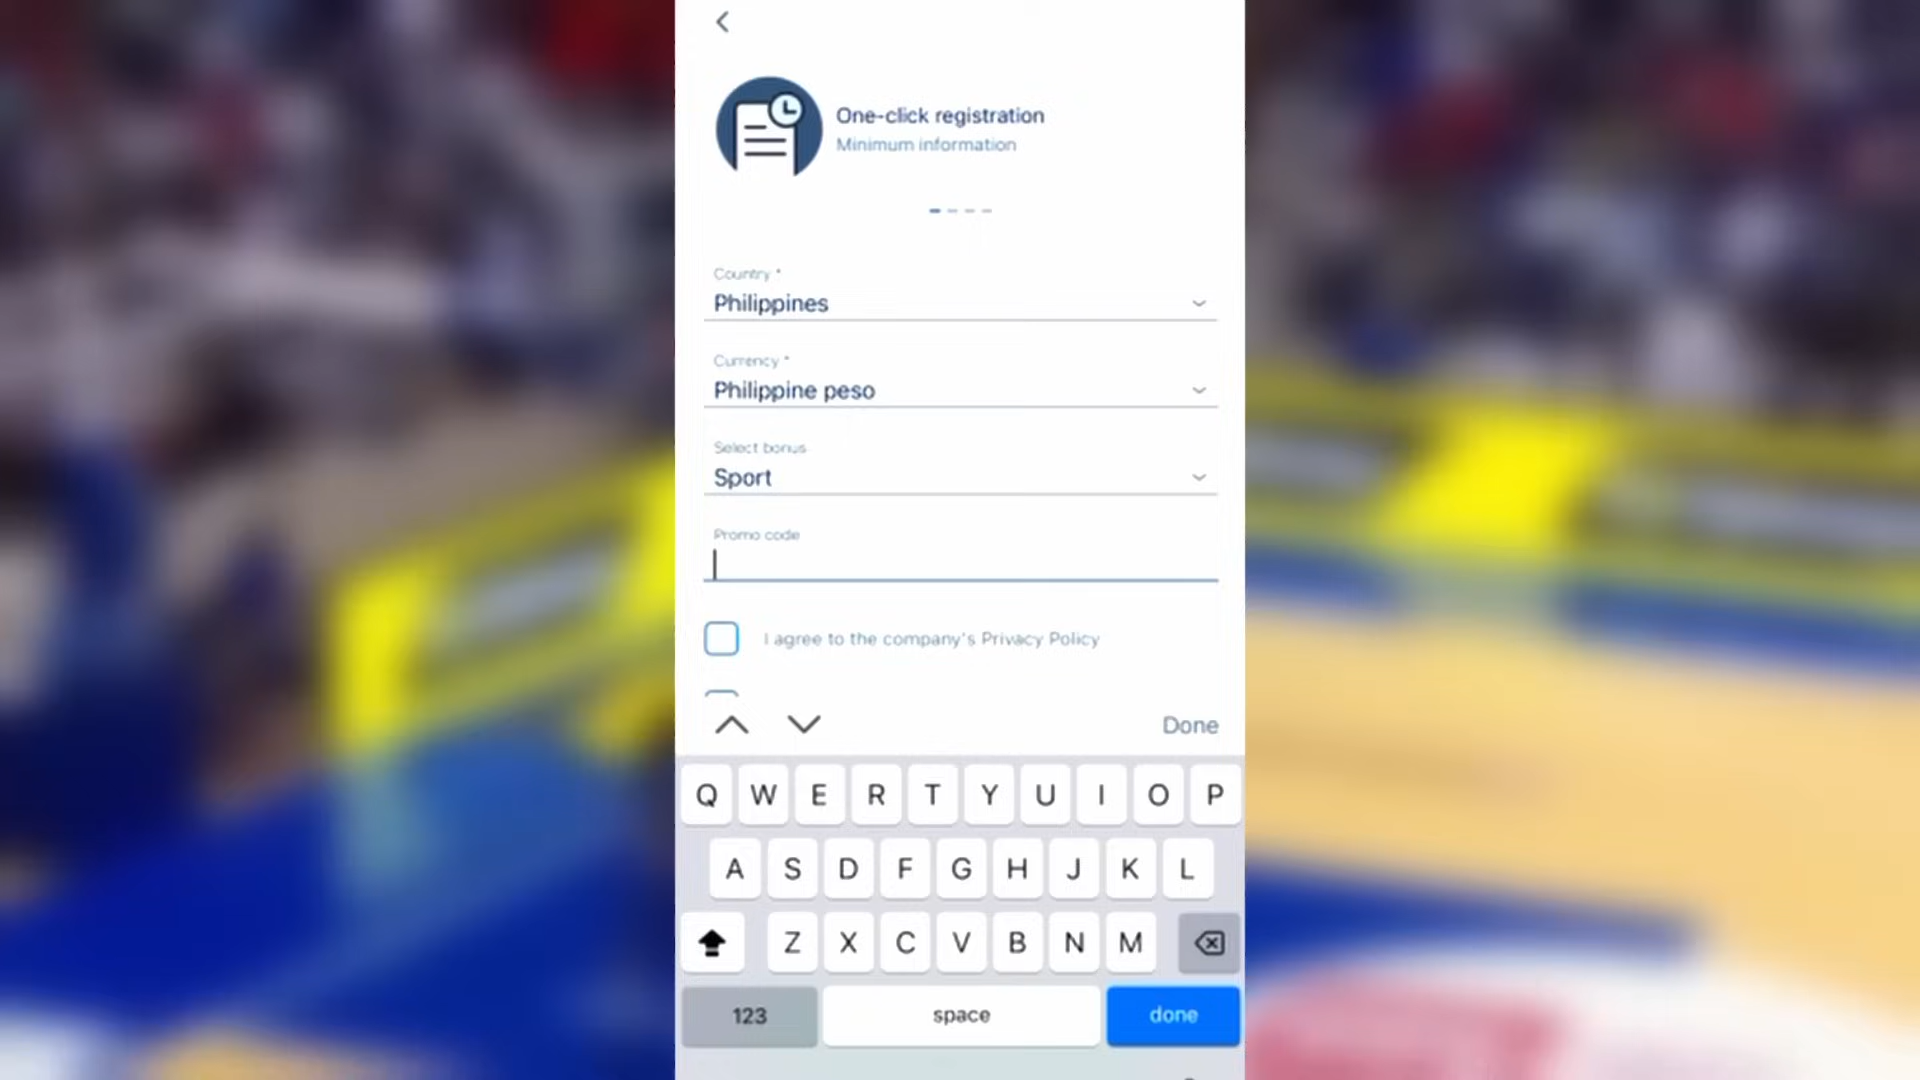 One-click registration
Minimum information
Country *
Philippines
Currency *
Philippine peso
Select bonus
Sport
Promo code
I agree to the company's Privacy Policy
Done
Q W E R T Y U I O P
A S D F G H J K L
Z X C V B N M
123 space done